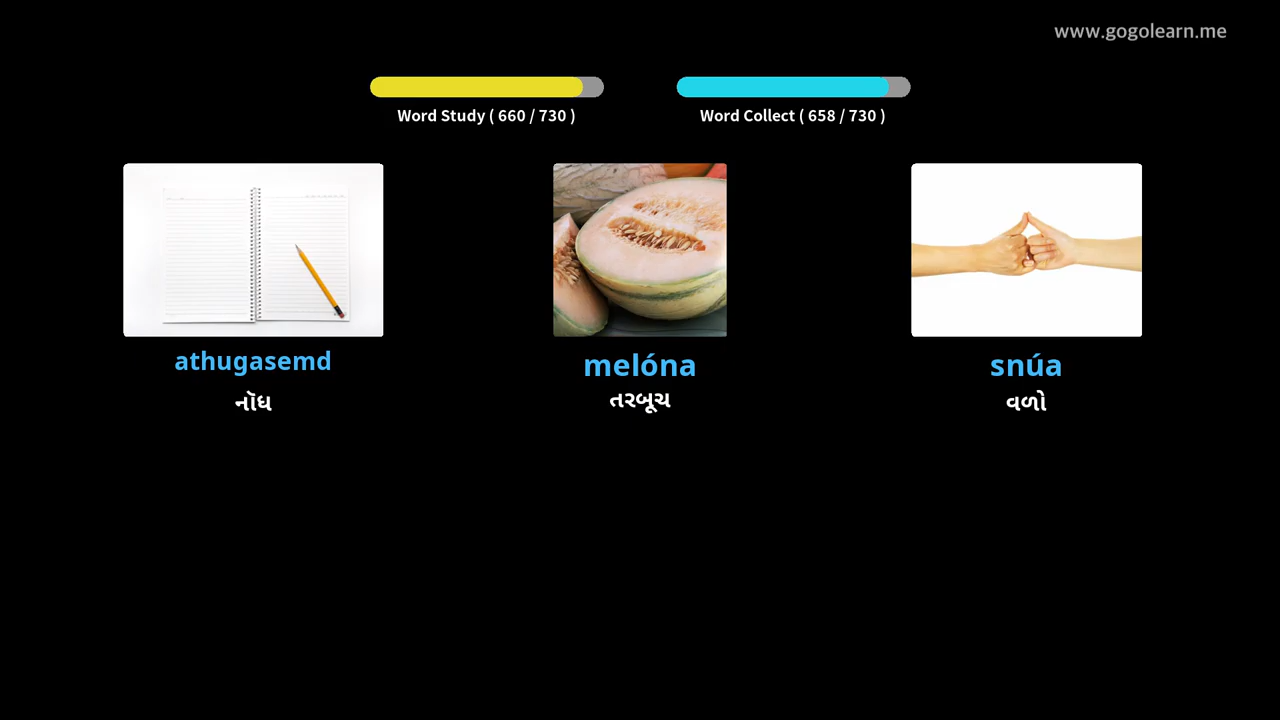 www.gogolearn.me
Word Study ( 660 / 730 )
Word Collect ( 658 / 730 )
athugasemd
melóna
snúa
નૉધ
તરબૂચ
વળો